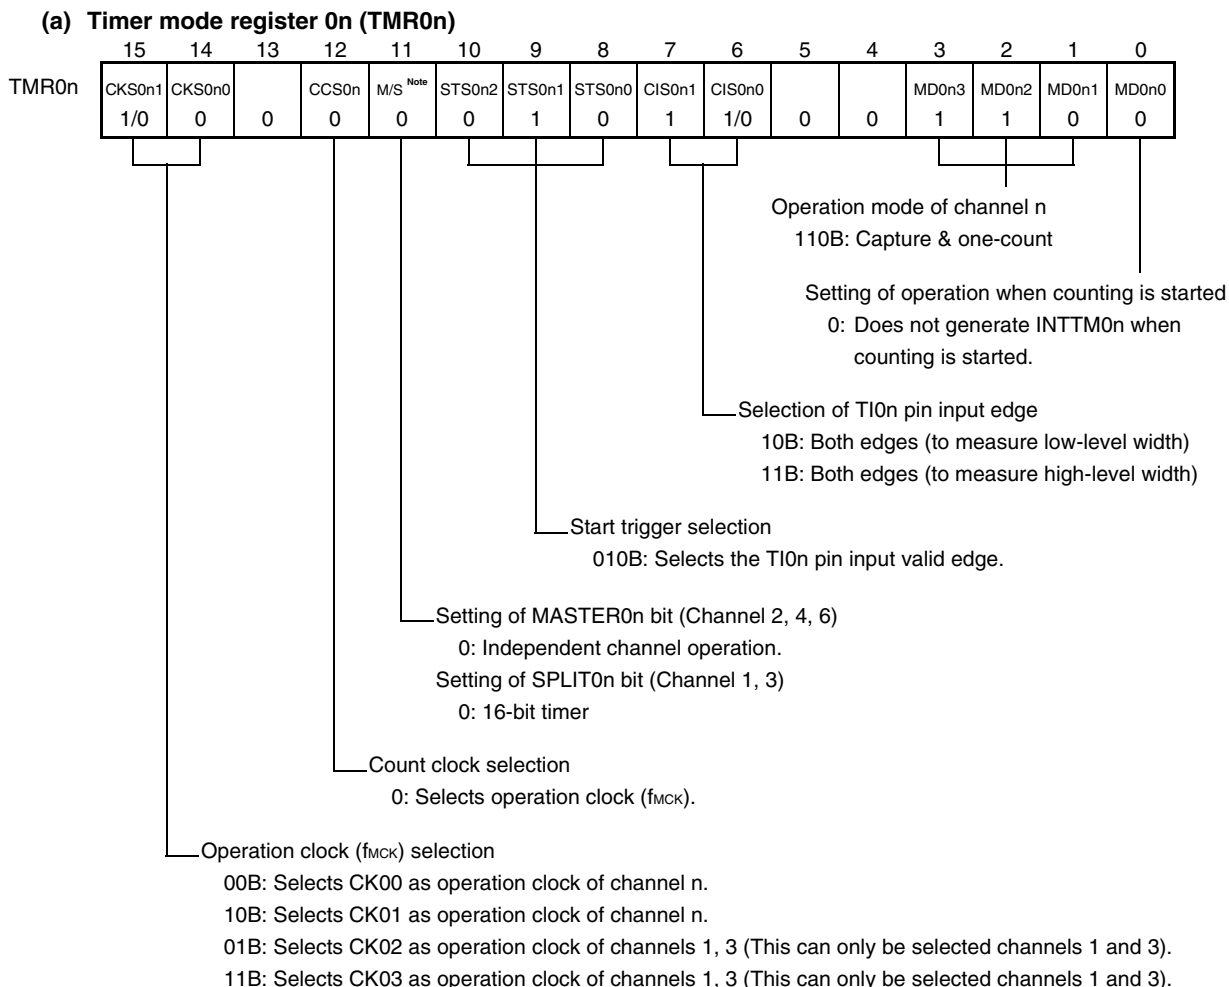 (a) Timer mode register 0n (TMR0n)
15 14 13 12 11 10 9 8 7 6 5 4 3 2 1 0
TMR0n CKS0n1 CKS0n0 CCS0n M/S Note STS0n2 STS0n1 STS0n0 CIS0n1 CIS0n0 MD0n3 MD0n2 MD0n1 MD0n0
1/0 0 0 0 0 0 1 0 1 1/0 0 0 1 1 0 0
Operation mode of channel n
110B: Capture & one-count
Setting of operation when counting is started
0: Does not generate INTTM0n when
counting is started.
Selection of TI0n pin input edge
10B: Both edges (to measure low-level width)
11B: Both edges (to measure high-level width)
Start trigger selection
010B: Selects the TI0n pin input valid edge.
Setting of MASTER0n bit (Channel 2, 4, 6)
0: Independent channel operation.
Setting of SPLIT0n bit (Channel 1, 3)
0: 16-bit timer
Count clock selection
0: Selects operation clock (fMCK).
Operation clock (fMCK) selection
00B: Selects CK00 as operation clock of channel n.
10B: Selects CK01 as operation clock of channel n.
01B: Selects CK02 as operation clock of channels 1, 3 (This can only be selected channels 1 and 3).
11B: Selects CK03 as operation clock of channels 1, 3 (This can only be selected channels 1 and 3).